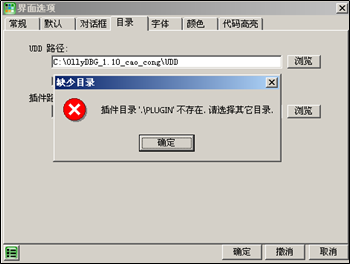 界面选项
常规 默认 对话框 目录 字体 颜色 代码高亮
UDD 路径:
C:\OllyDBG_1.10_cao_cong\UDD 浏览
缺少目录
插件目录 '.\PLUGIN' 不存在. 请选择其它目录.
插件路
浏览
确定
确定 撤消 取消